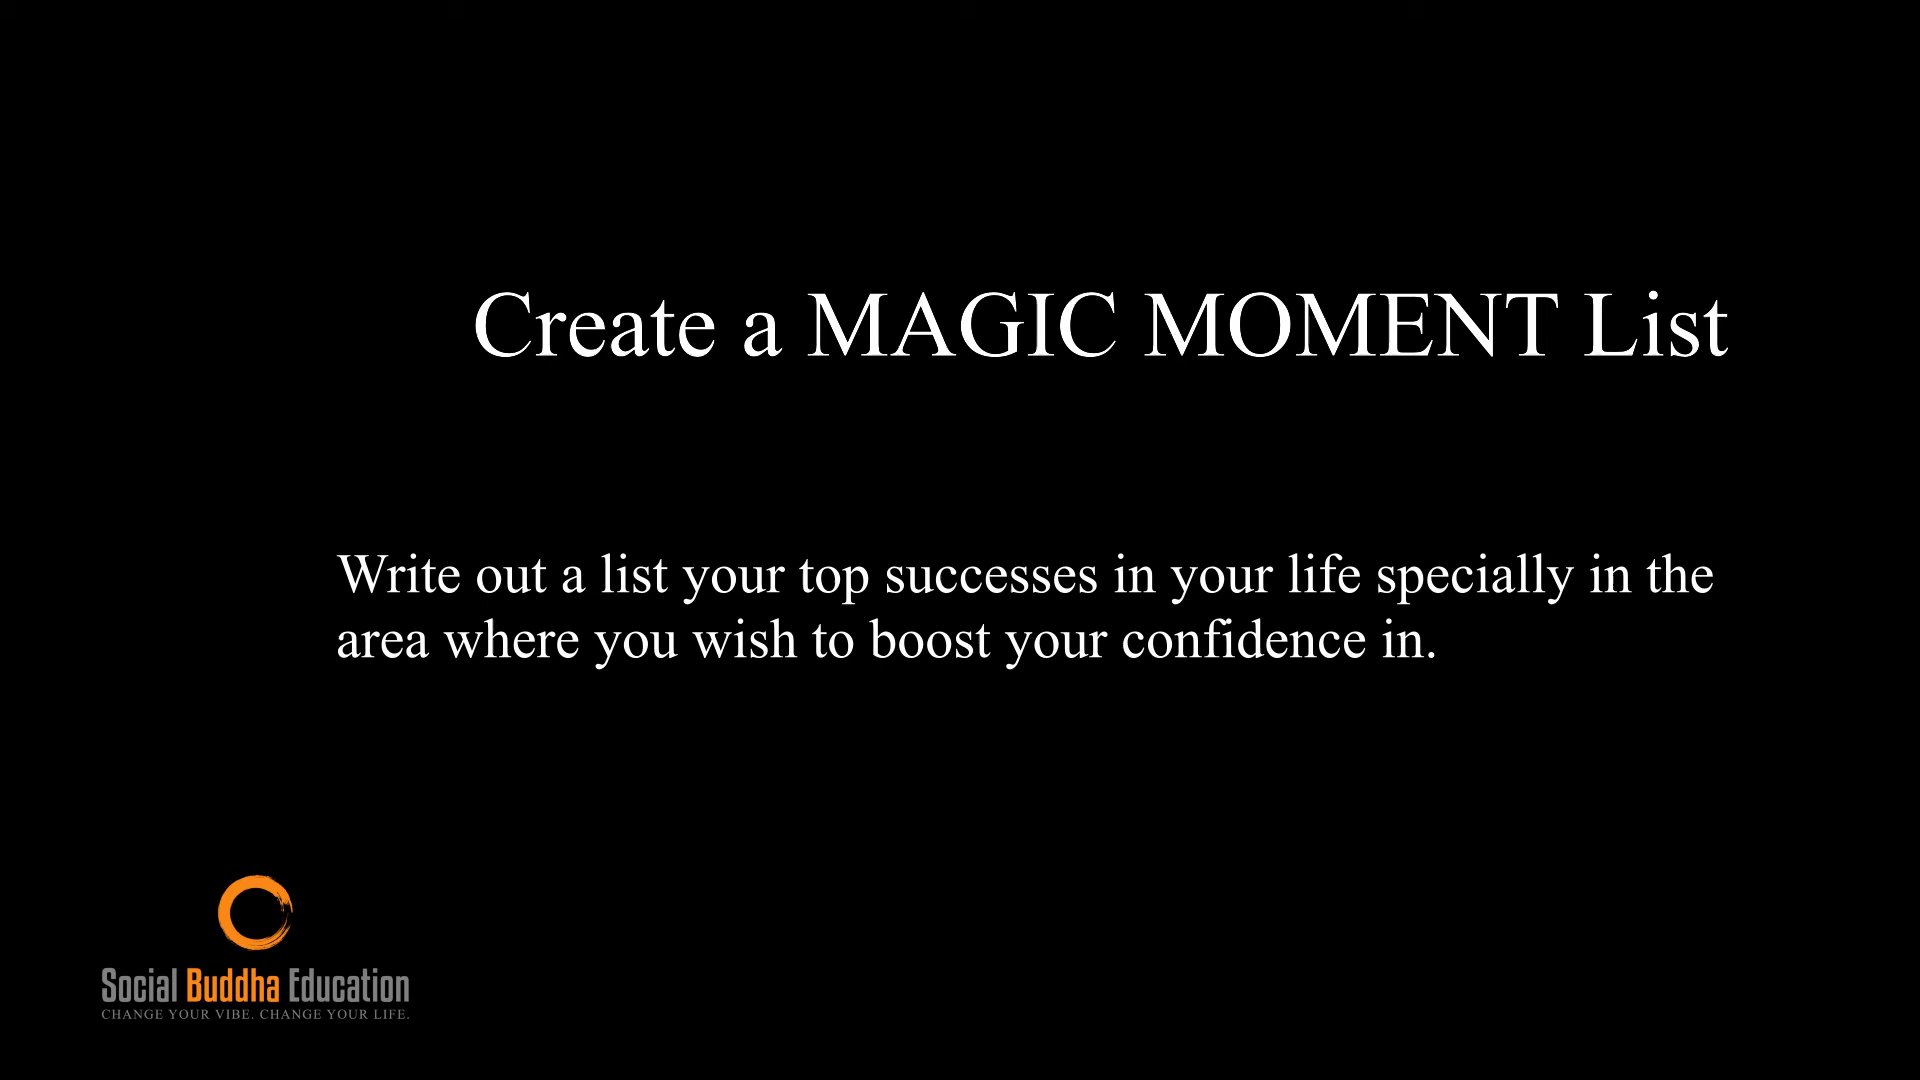 Create a MAGIC MOMENT List
Write out a list your top successes in your life specially in the
area where you wish to boost your confidence in.
Social Buddha Education
CHANGE YOUR VIBE. CHANGE YOUR LIFE.